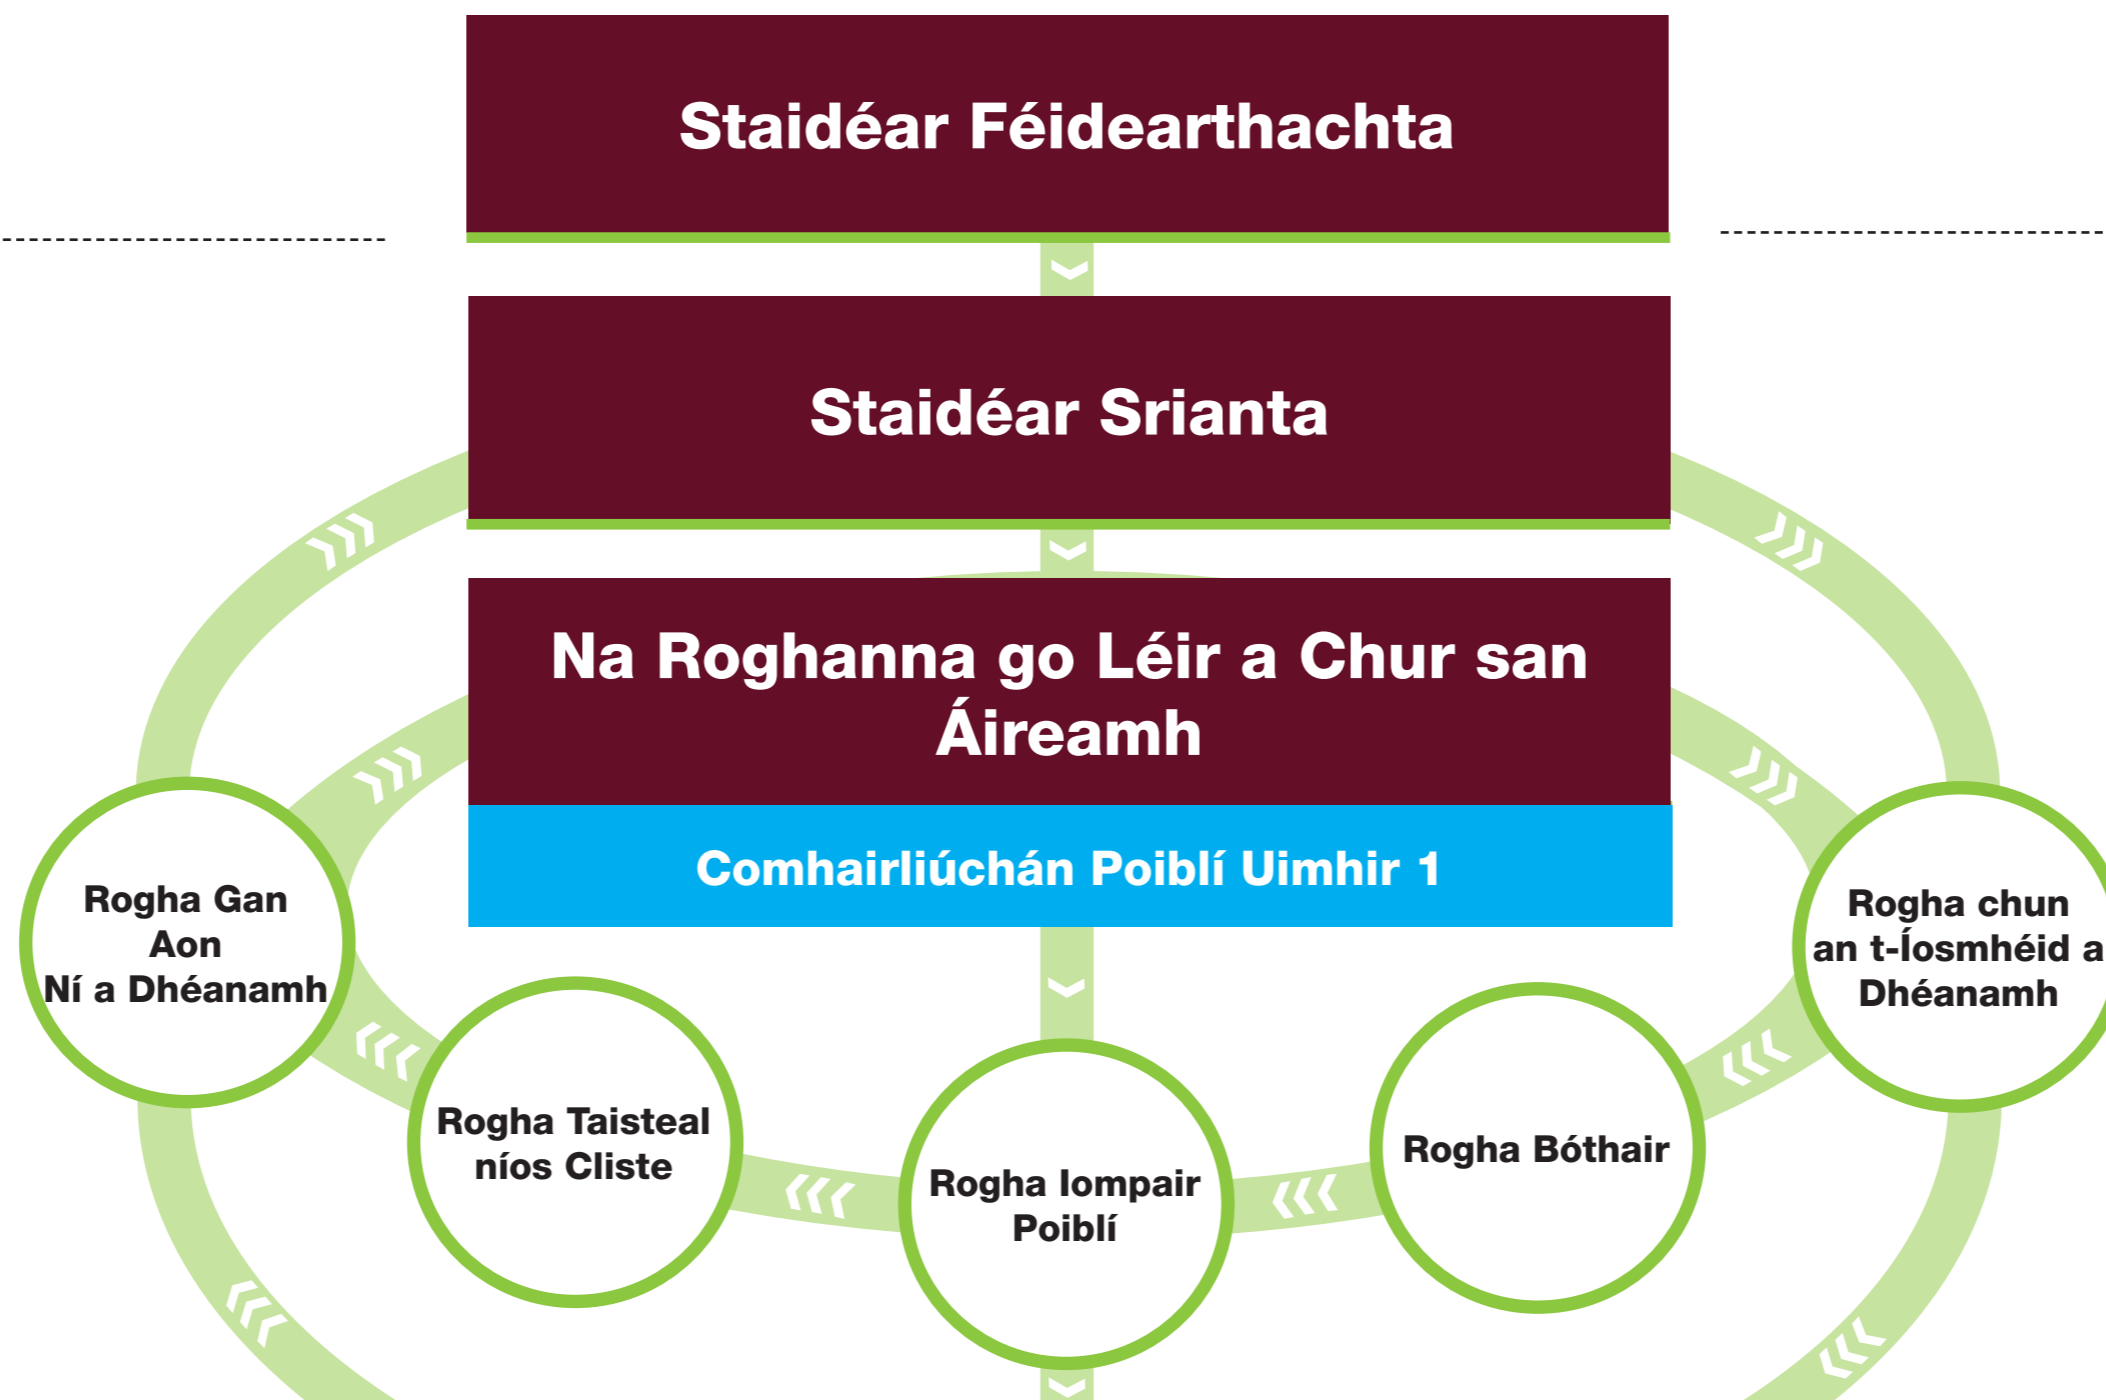 Staidéar Féidearthachta
Staidéar Srianta
Na Roghanna go Léir a Chur san
Áireamh
Comhairliúchán Poiblí Uimhir 1
Rogha Gan
Aon
Ní a Dhéanamh
Rogha Taisteal
níos Cliste
Rogha Iompair
Poiblí
Rogha Bóthair
Rogha chun
an t-Íosmhéid a
Dhéanamh